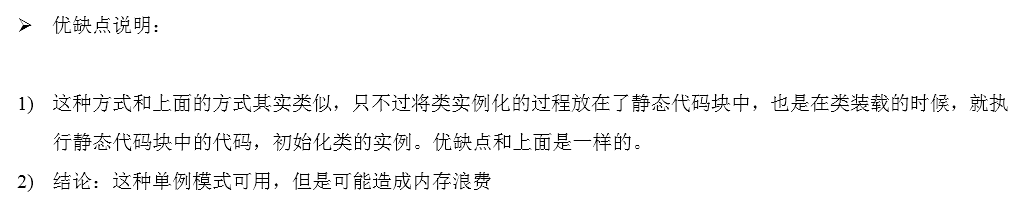 ➢ 优缺点说明：
1) 这种方式和上面的方式其实类似，只不过将类实例化的过程放在了静态代码块中，也是在类装载的时候，就执
行静态代码块中的代码，初始化类的实例。优缺点和上面是一样的。
2) 结论：这种单例模式可用，但是可能造成内存浪费